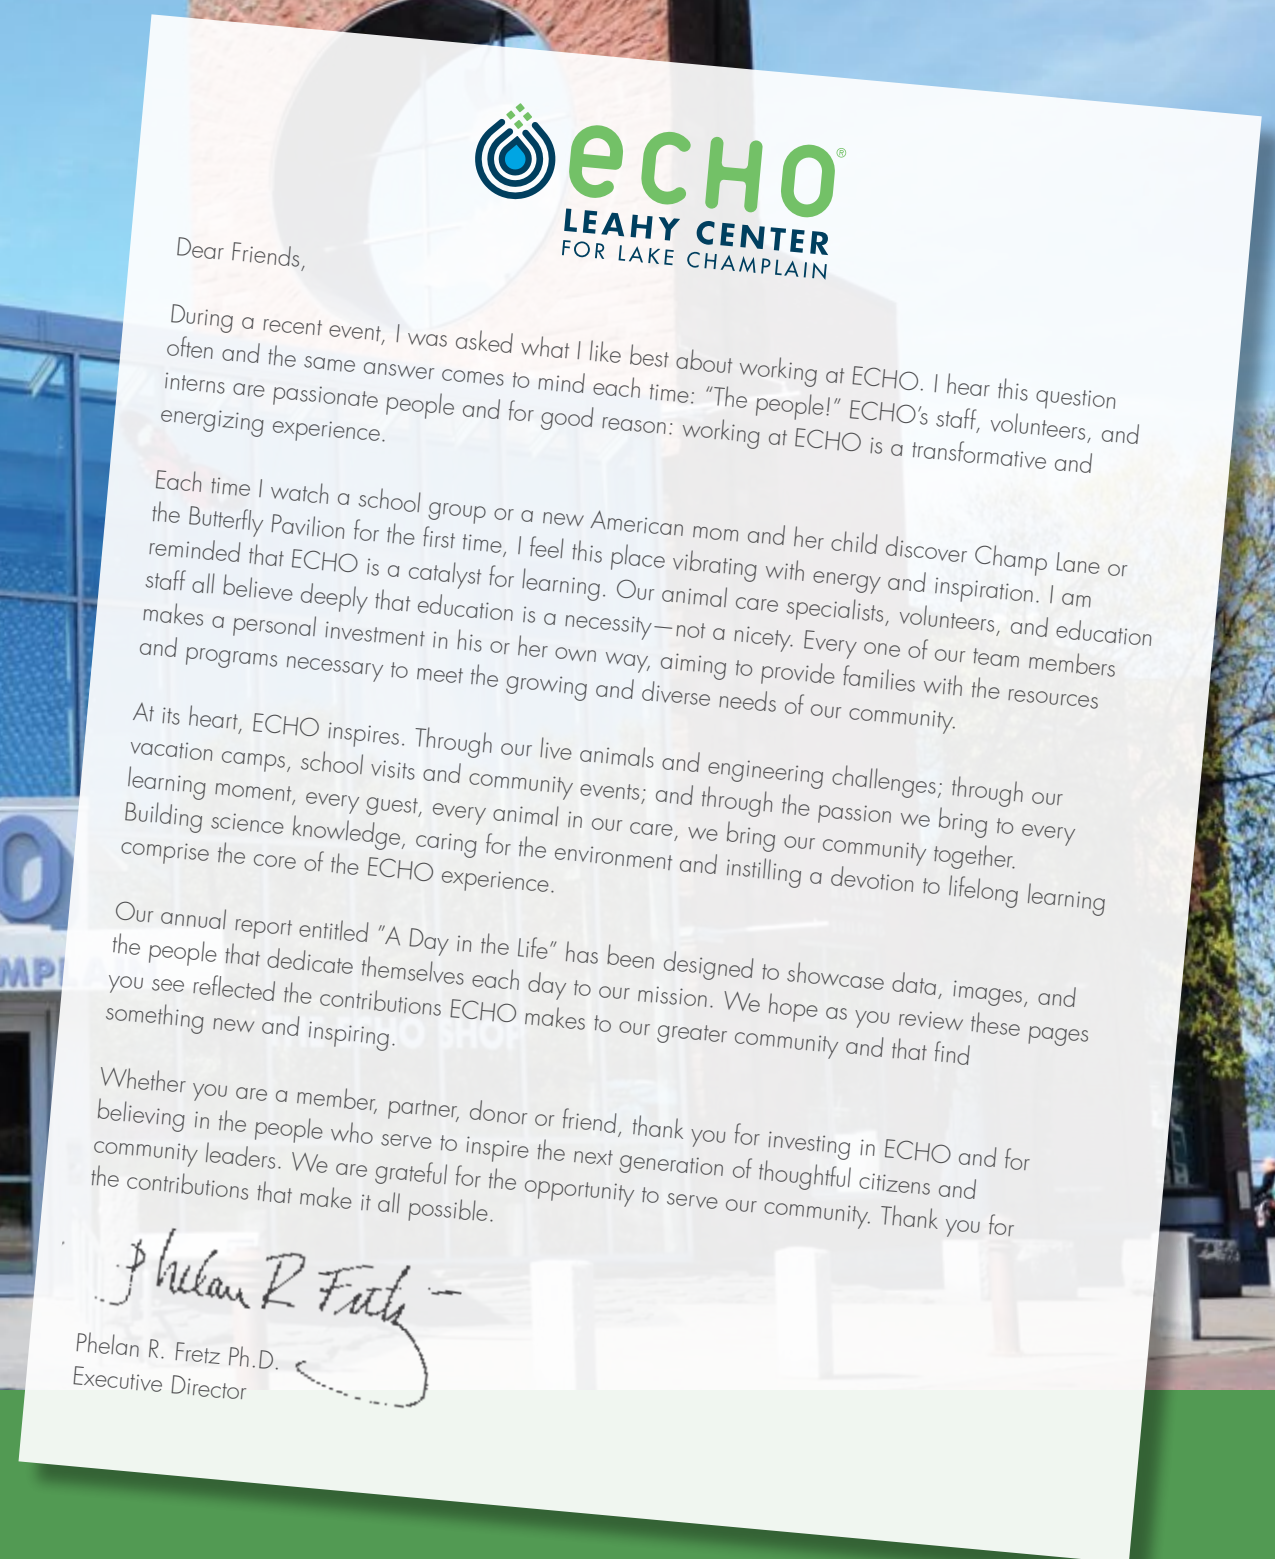 echo®
LEAHY CENTER
FOR LAKE CHAMPLAIN
Dear Friends,
During a recent event, I was asked what I like best about working at ECHO. I hear this question
often and the same answer comes to mind each time: “The people!” ECHO’s staff, volunteers, and
interns are passionate people and for good reason: working at ECHO is a transformative and
energizing experience.
Each time I watch a school group or a new American mom and her child discover Champ Lane or
the Butterfly Pavilion for the first time, I feel this place vibrating with energy and inspiration. I am
reminded that ECHO is a catalyst for learning. Our animal care specialists, volunteers, and education
staff all believe deeply that education is a necessity—not a nicety. Every one of our team members
makes a personal investment in his or her own way, aiming to provide families with the resources
and programs necessary to meet the growing and diverse needs of our community.
At its heart, ECHO inspires. Through our live animals and engineering challenges; through our
vacation camps, school visits and community events; and through the passion we bring to every
learning moment, every guest, every animal in our care, we bring our community together.
Building science knowledge, caring for the environment and instilling a devotion to lifelong learning
comprise the core of the ECHO experience.
Our annual report entitled "A Day in the Life" has been designed to showcase data, images, and
the people that dedicate themselves each day to our mission. We hope as you review these pages
you see reflected the contributions ECHO makes to our greater community and that find
something new and inspiring.
Whether you are a member, partner, donor or friend, thank you for investing in ECHO and for
believing in the people who serve to inspire the next generation of thoughtful citizens and
community leaders. We are grateful for the opportunity to serve our community. Thank you for
the contributions that make it all possible.
Phelan R Fretz
Phelan R. Fretz Ph.D.
Executive Director
O
MPLA
THE ECHO SHOP